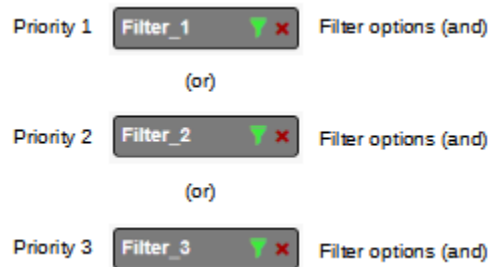 Priority 1 Filter_1 Filter options (and)
(or)
Priority 2 Filter_2 Filter options (and)
(or)
Priority 3 Filter_3 Filter options (and)